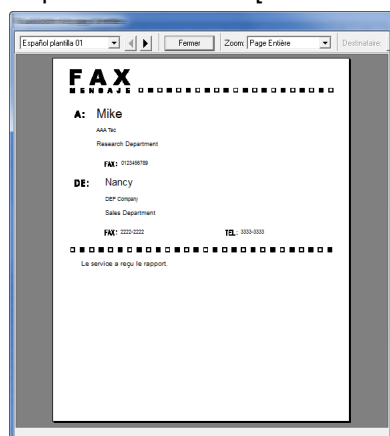 Español plantilla 01 Fermer Zoom: Page Entière Destinataire:
FAX
MENSAJE
A: Mike
AAA Tec
Research Department
FAX: 0123456789
DE: Nancy
DEF Company
Sales Department
FAX: 2222-2222 TEL: 3333-3333
Le service a reçu le rapport.